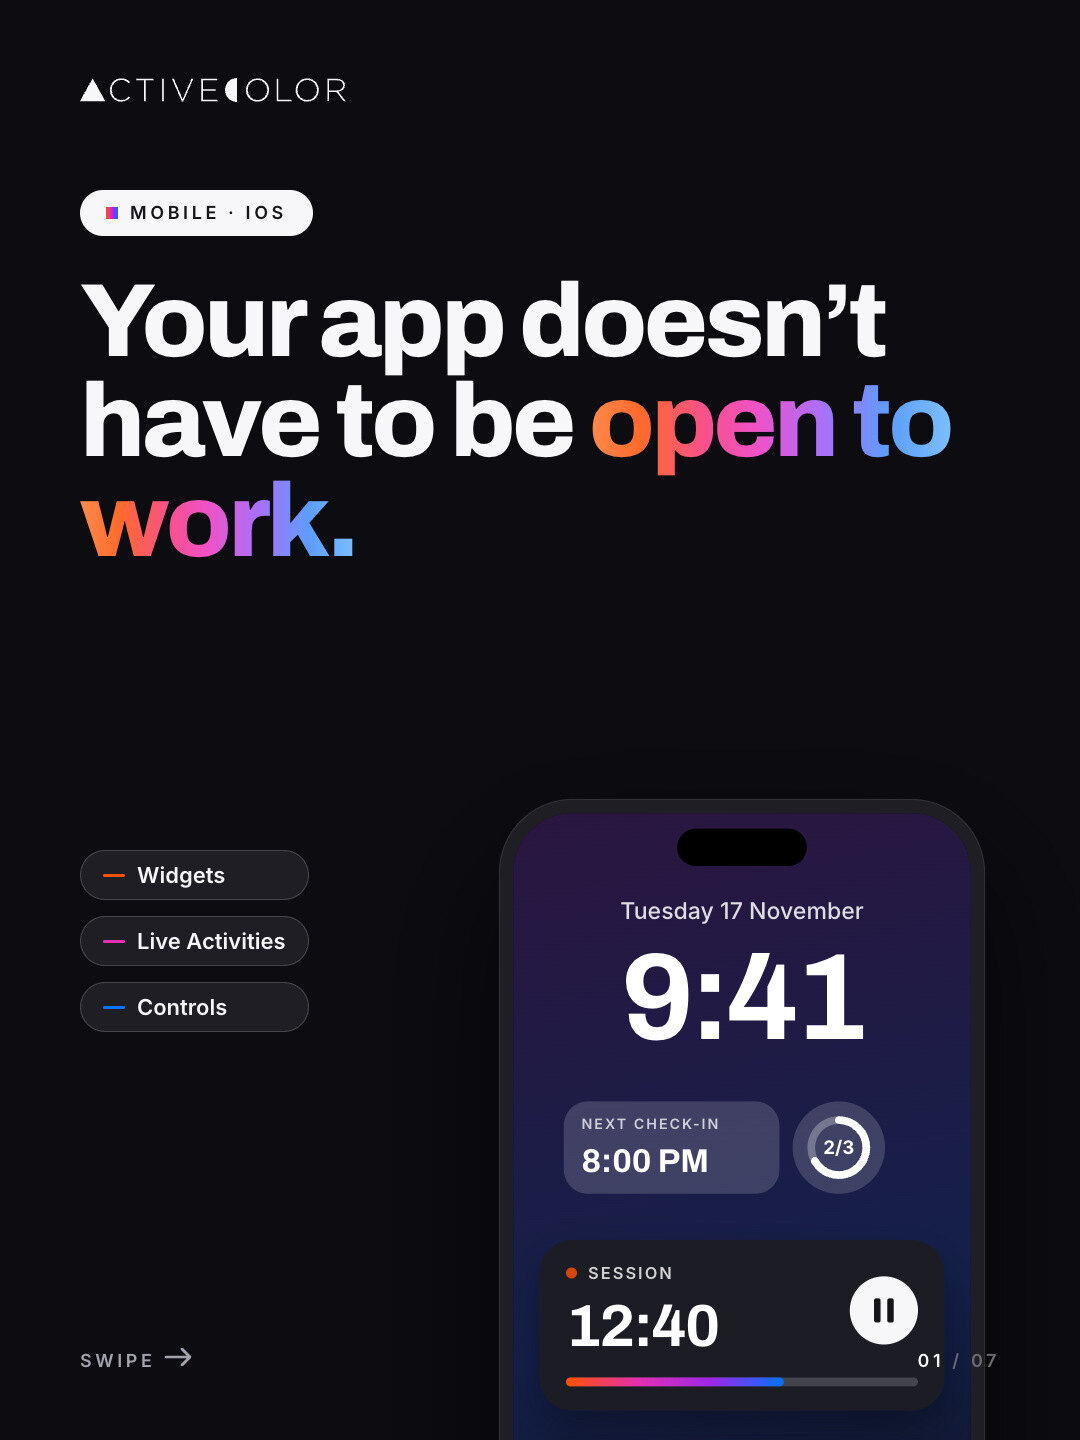 ACTIVECOLOR
MOBILE · IOS
Your app doesn’t
have to be open to
work.
Widgets
Live Activities
Controls
Tuesday 17 November
9:41
NEXT CHECK-IN
8:00 PM
2/3
SESSION
12:40
SWIPE →
01 / 07